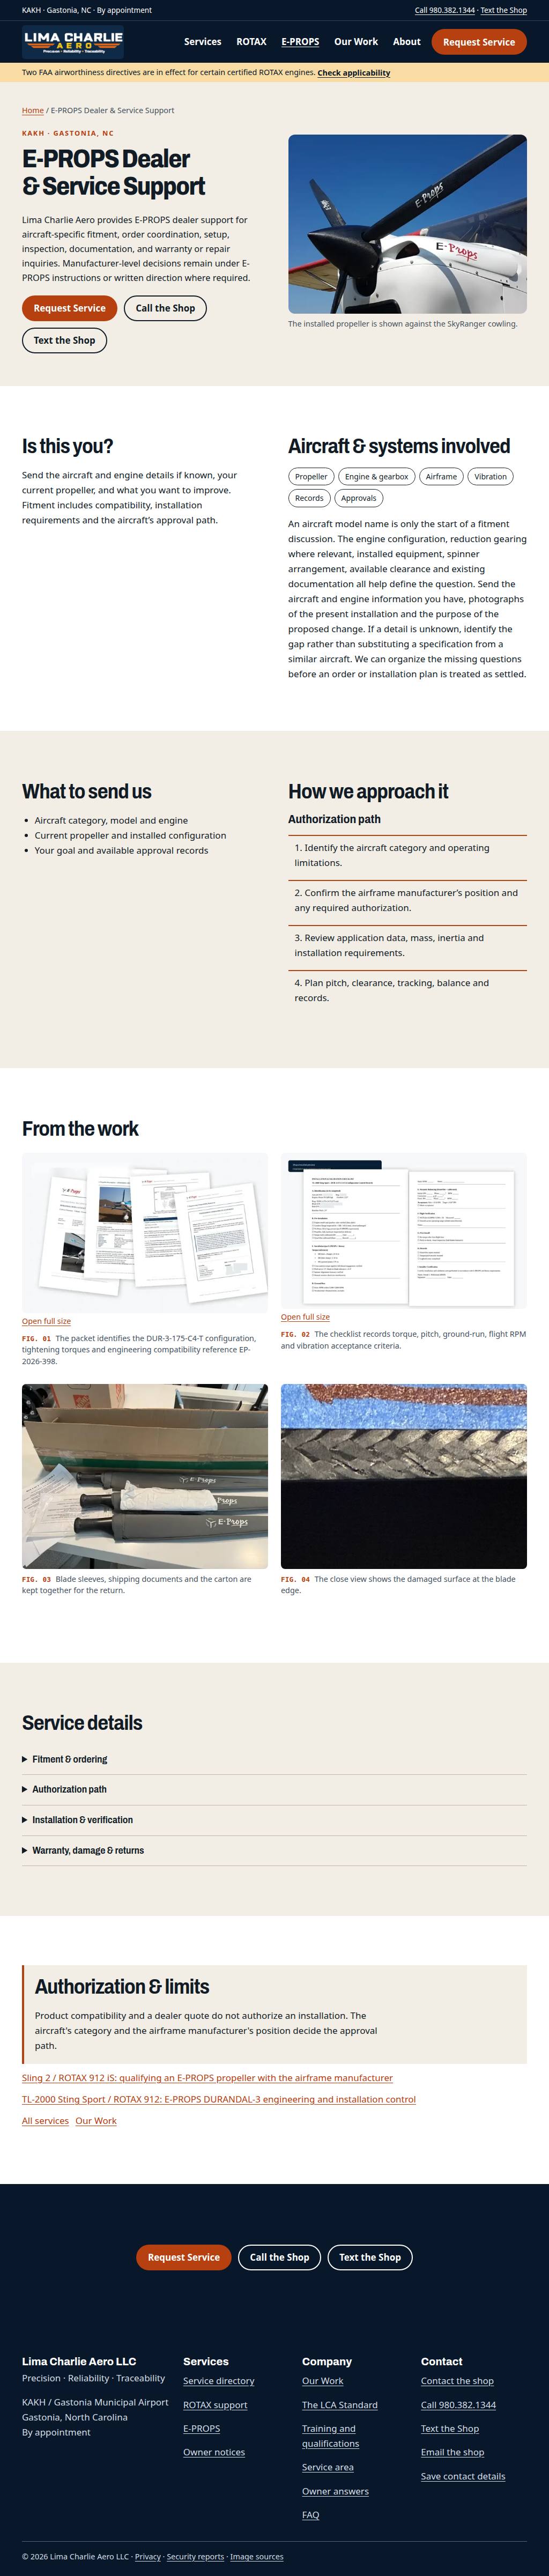 KAKH · Gastonia, NC · By appointment
Call 980.382.1344 · Text the Shop
LIMA CHARLIE
AERO
Precision · Reliability · Traceability
Services ROTAX E-PROPS Our Work About Request Service
Two FAA airworthiness directives are in effect for certain certified ROTAX engines. Check applicability
Home / E-PROPS Dealer & Service Support
KAKH · GASTONIA, NC
E-PROPS Dealer
& Service Support
Lima Charlie Aero provides E-PROPS dealer support for
aircraft-specific fitment, order coordination, setup,
inspection, documentation, and warranty or repair
inquiries. Manufacturer-level decisions remain under E-
PROPS instructions or written direction where required.
Request Service Call the Shop
Text the Shop
E-Props
E-Props
The installed propeller is shown against the SkyRanger cowling.
Is this you?
Send the aircraft and engine details if known, your
current propeller, and what you want to improve.
Fitment includes compatibility, installation
requirements and the aircraft's approval path.
Aircraft & systems involved
Propeller Engine & gearbox Airframe Vibration
Records Approvals
An aircraft model name is only the start of a fitment
discussion. The engine configuration, reduction gearing
where relevant, installed equipment, spinner
arrangement, available clearance and existing
documentation all help define the question. Send the
aircraft and engine information you have, photographs
of the present installation and the purpose of the
proposed change. If a detail is unknown, identify the
gap rather than substituting a specification from a
similar aircraft. We can organize the missing questions
before an order or installation plan is treated as settled.
What to send us
• Aircraft category, model and engine
• Current propeller and installed configuration
• Your goal and available approval records
How we approach it
Authorization path
1. Identify the aircraft category and operating
limitations.
2. Confirm the airframe manufacturer's position and
any required authorization.
3. Review application data, mass, inertia and
installation requirements.
4. Plan pitch, clearance, tracking, balance and
records.
From the work
Open full size
FIG. 01 The packet identifies the DUR-3-175-C4-T configuration,
tightening torques and engineering compatibility reference EP-
2026-398.
Open full size
FIG. 02 The checklist records torque, pitch, ground-run, flight RPM
and vibration acceptance criteria.
E-Props
Props
E-Props
FIG. 03 Blade sleeves, shipping documents and the carton are
kept together for the return.
FIG. 04 The close view shows the damaged surface at the blade
edge.
Service details
Fitment & ordering
Authorization path
Installation & verification
Warranty, damage & returns
Authorization & limits
Product compatibility and a dealer quote do not authorize an installation. The
aircraft's category and the airframe manufacturer's position decide the approval
path.
Sling 2 / ROTAX 912 iS: qualifying an E-PROPS propeller with the airframe manufacturer
TL-2000 Sting Sport / ROTAX 912: E-PROPS DURANDAL-3 engineering and installation control
All services Our Work
Request Service Call the Shop Text the Shop
Lima Charlie Aero LLC
Precision · Reliability · Traceability
KAKH / Gastonia Municipal Airport
Gastonia, North Carolina
By appointment
Services
Service directory
ROTAX support
E-PROPS
Owner notices
Company
Our Work
The LCA Standard
Training and
qualifications
Service area
Owner answers
FAQ
Contact
Contact the shop
Call 980.382.1344
Text the Shop
Email the shop
Save contact details
© 2026 Lima Charlie Aero LLC · Privacy · Security reports · Image sources